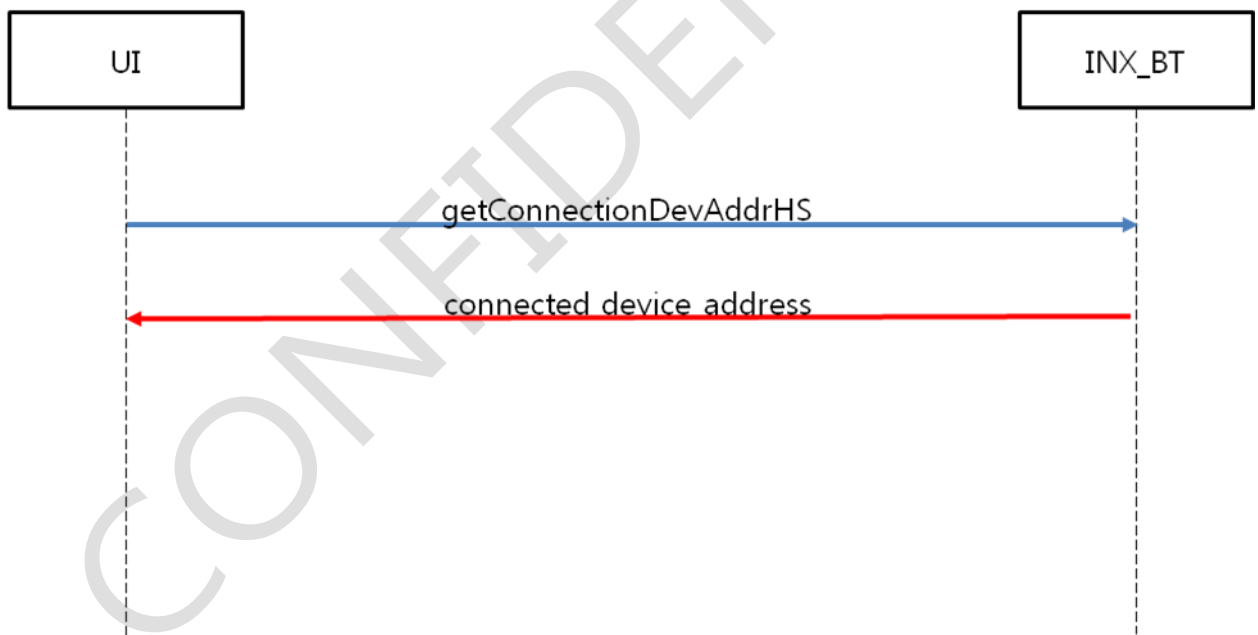 UI
INX_BT
getConnectionDevAddrHS
connected device address
CONFIDE